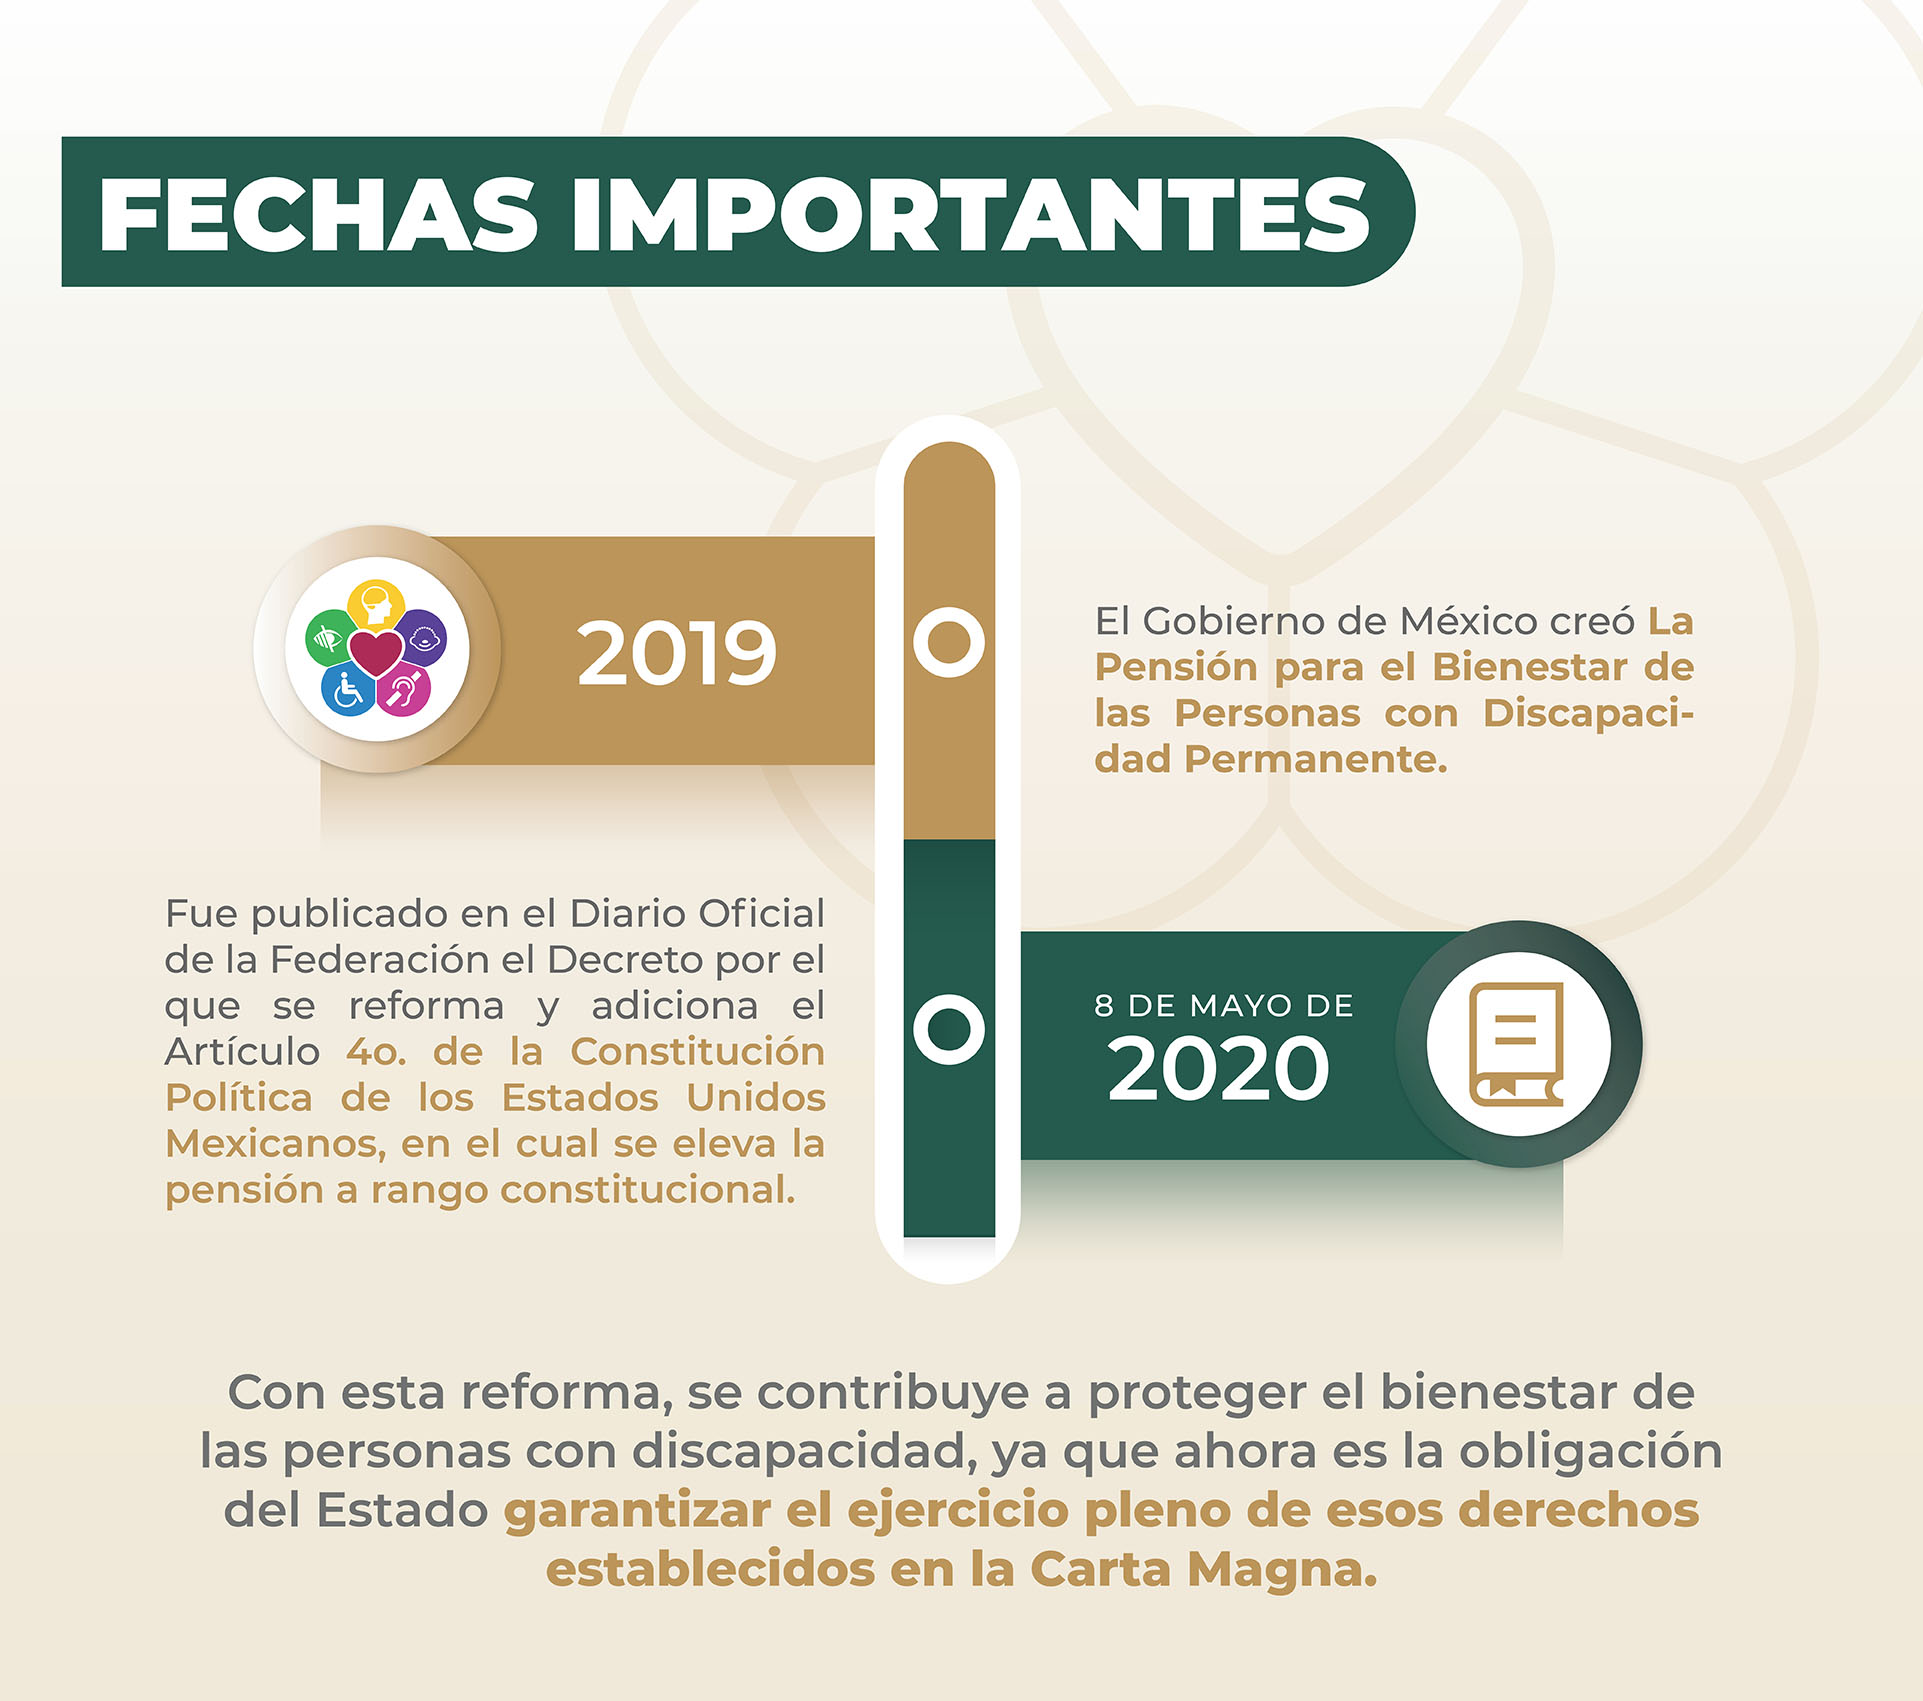 FECHAS IMPORTANTES
2019
El Gobierno de México creó La
Pensión para el Bienestar de
las Personas con Discapaci-
dad Permanente.
Fue publicado en el Diario Oficial
de la Federación el Decreto por el
que se reforma y adiciona el
Artículo 4o. de la Constitución
Política de los Estados Unidos
Mexicanos, en el cual se eleva la
pensión a rango constitucional.
8 DE MAYO DE
2020
Con esta reforma, se contribuye a proteger el bienestar de
las personas con discapacidad, ya que ahora es la obligación
del Estado garantizar el ejercicio pleno de esos derechos
establecidos en la Carta Magna.